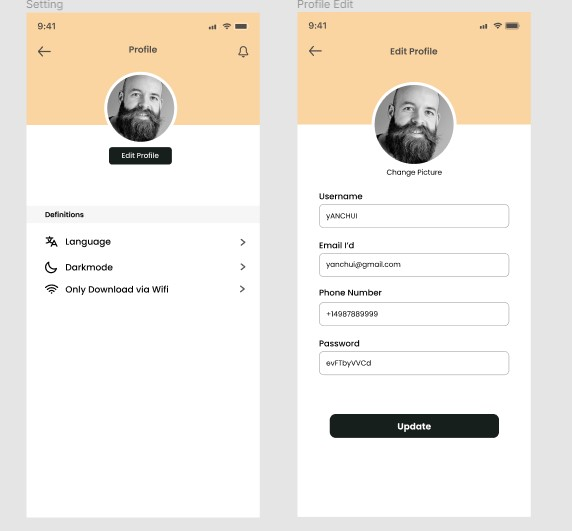 Setting
9:41
Profile
Edit Profile
Definitions
Language
Darkmode
Only Download via Wifi
Profile Edit
9:41
Edit Profile
Change Picture
Username
yANCHUI
Email I'd
yanchui@gmail.com
Phone Number
+14987889999
Password
evFTbyVVCd
Update